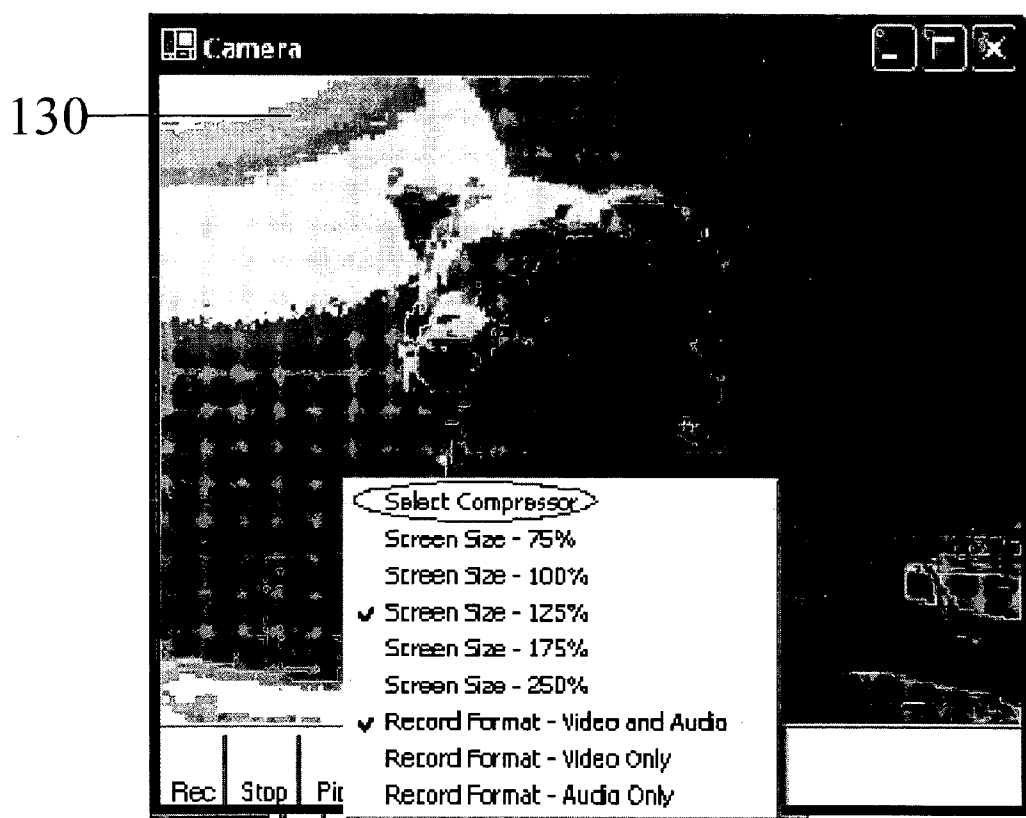 Camera
130
Select Compressor
Screen Size - 75%
Screen Size - 100%
Screen Size - 125%
Screen Size - 175%
Screen Size - 250%
Record Format - Video and Audio
Record Format - Video Only
Record Format - Audio Only
Rec Stop